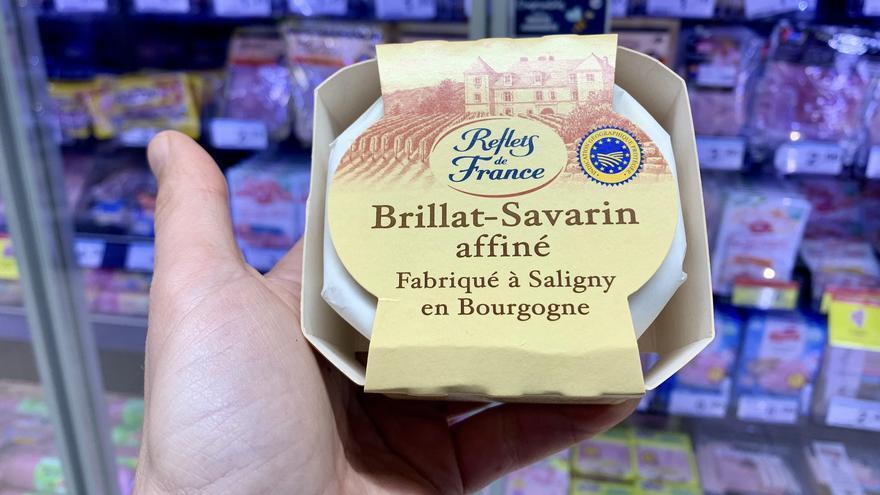 Reflets
de
France
Brillat-Savarin
affiné
Fabriqué à Saligny
en Bourgogne